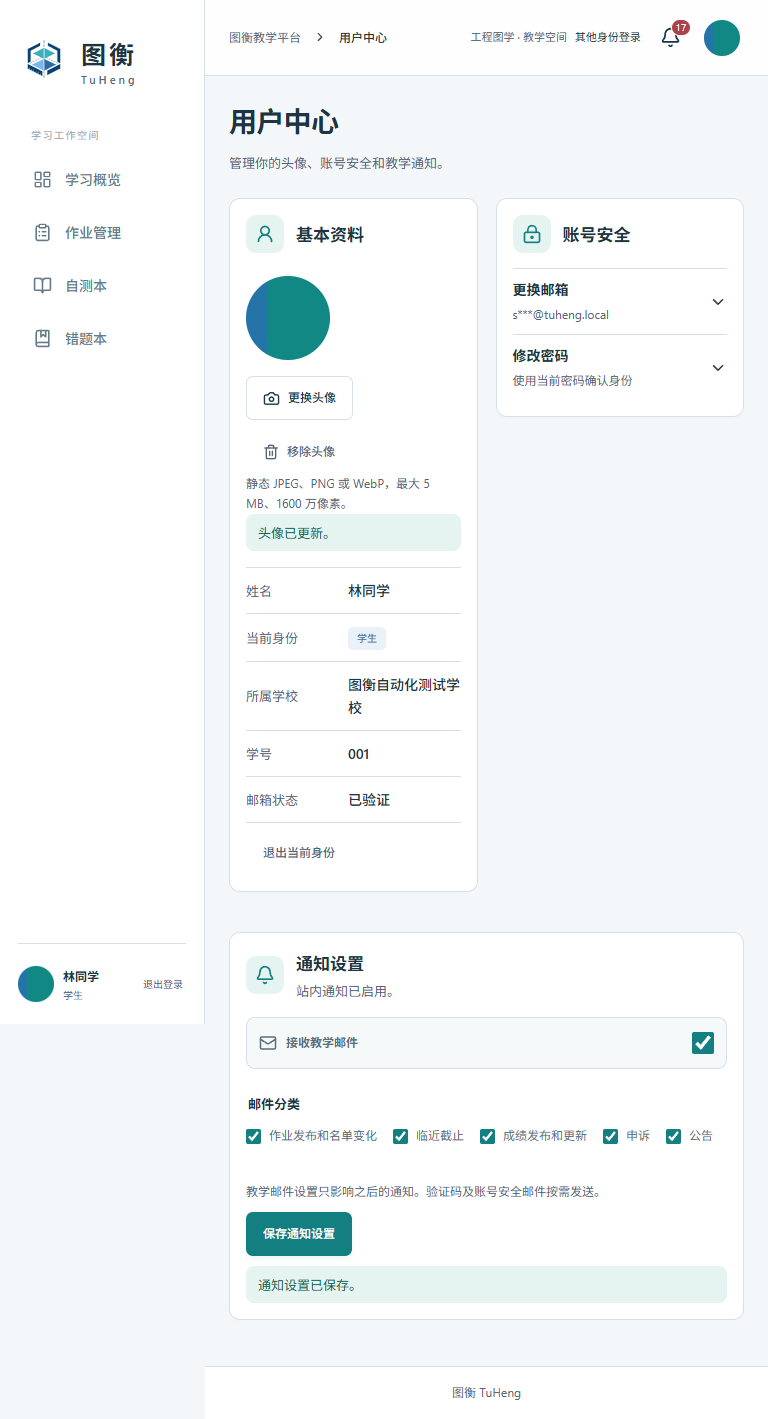 图衡
TuHeng
学习工作空间
学习概览
作业管理
自测本
错题本
林同学
学生
退出登录
图衡教学平台
用户中心
工程图学 · 教学空间
其他身份登录
17
用户中心
管理你的头像、账号安全和教学通知。
基本资料
更换头像
移除头像
静态 JPEG、PNG 或 WebP，最大 5
MB、1600 万像素。
头像已更新。
姓名
林同学
当前身份
学生
所属学校
图衡自动化测试学
校
学号
001
邮箱状态
已验证
退出当前身份
账号安全
更换邮箱
s***@tuheng.local
修改密码
使用当前密码确认身份
通知设置
站内通知已启用。
接收教学邮件
邮件分类
作业发布和名单变化
临近截止
成绩发布和更新
申诉
公告
教学邮件设置只影响之后的通知。验证码及账号安全邮件按需发送。
保存通知设置
通知设置已保存。
图衡 TuHeng